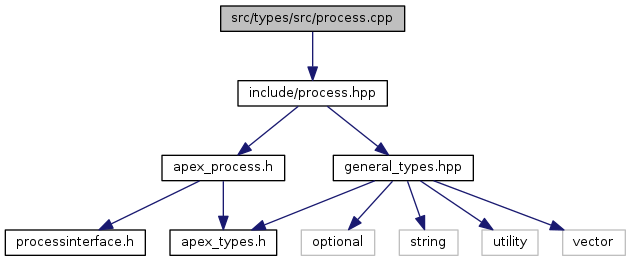 src/types/src/process.cpp
include/process.hpp
apex_process.h
general_types.hpp
processinterface.h
apex_types.h
optional
string
utility
vector